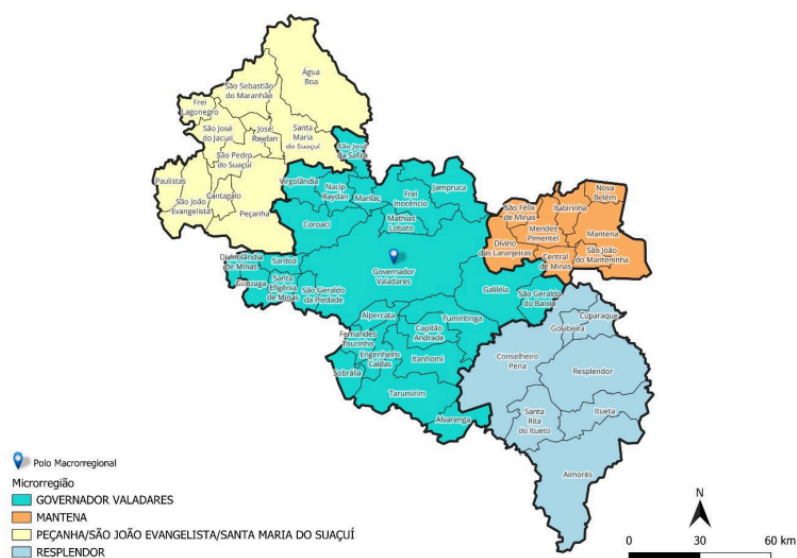 Água
Boa
São Sebastião
do Maranhão
Frei
Lagonegro
São José
do Jacuri
José
Raydan
Santa
Maria
do Suaçuí
São Pedro
do Suaçuí
Paulistas
Cantagalo
São João
Evangelista
Peçanha
São José
da Safira
Virgolândia
Nacip
Raydan
Marilac
Frei
Inocêncio
Jampruca
Coroaci
Mathias
Lobato
Nova
Belém
São Félix
de Minas
Itabirinha
Mendes
Pimentel
Mantena
Divino
das Laranjeiras
Central
de Minas
São João
do Manteninha
Divinolândia
de Minas
Sardoá
Governador
Valadares
Gonzaga
Santa
Efigênia
de Minas
São Geraldo
da Piedade
Galiléia
São Geraldo
do Baixio
Alpercata
Tumiritinga
Cuparaque
Goiabeira
Fernandes
Tourinho
Capitão
Andrade
Engenheiro
Caldas
Itanhomi
Conselheiro
Pena
Sobrália
Resplendor
Tarumirim
Alvarenga
Santa
Rita
do Itueto
Itueta
Aimorés
Polo Macrorregional
Microrregião
GOVERNADOR VALADARES
MANTENA
PEÇANHA/SÃO JOÃO EVANGELISTA/SANTA MARIA DO SUAÇUÍ
RESPLENDOR
N
0 30 60 km